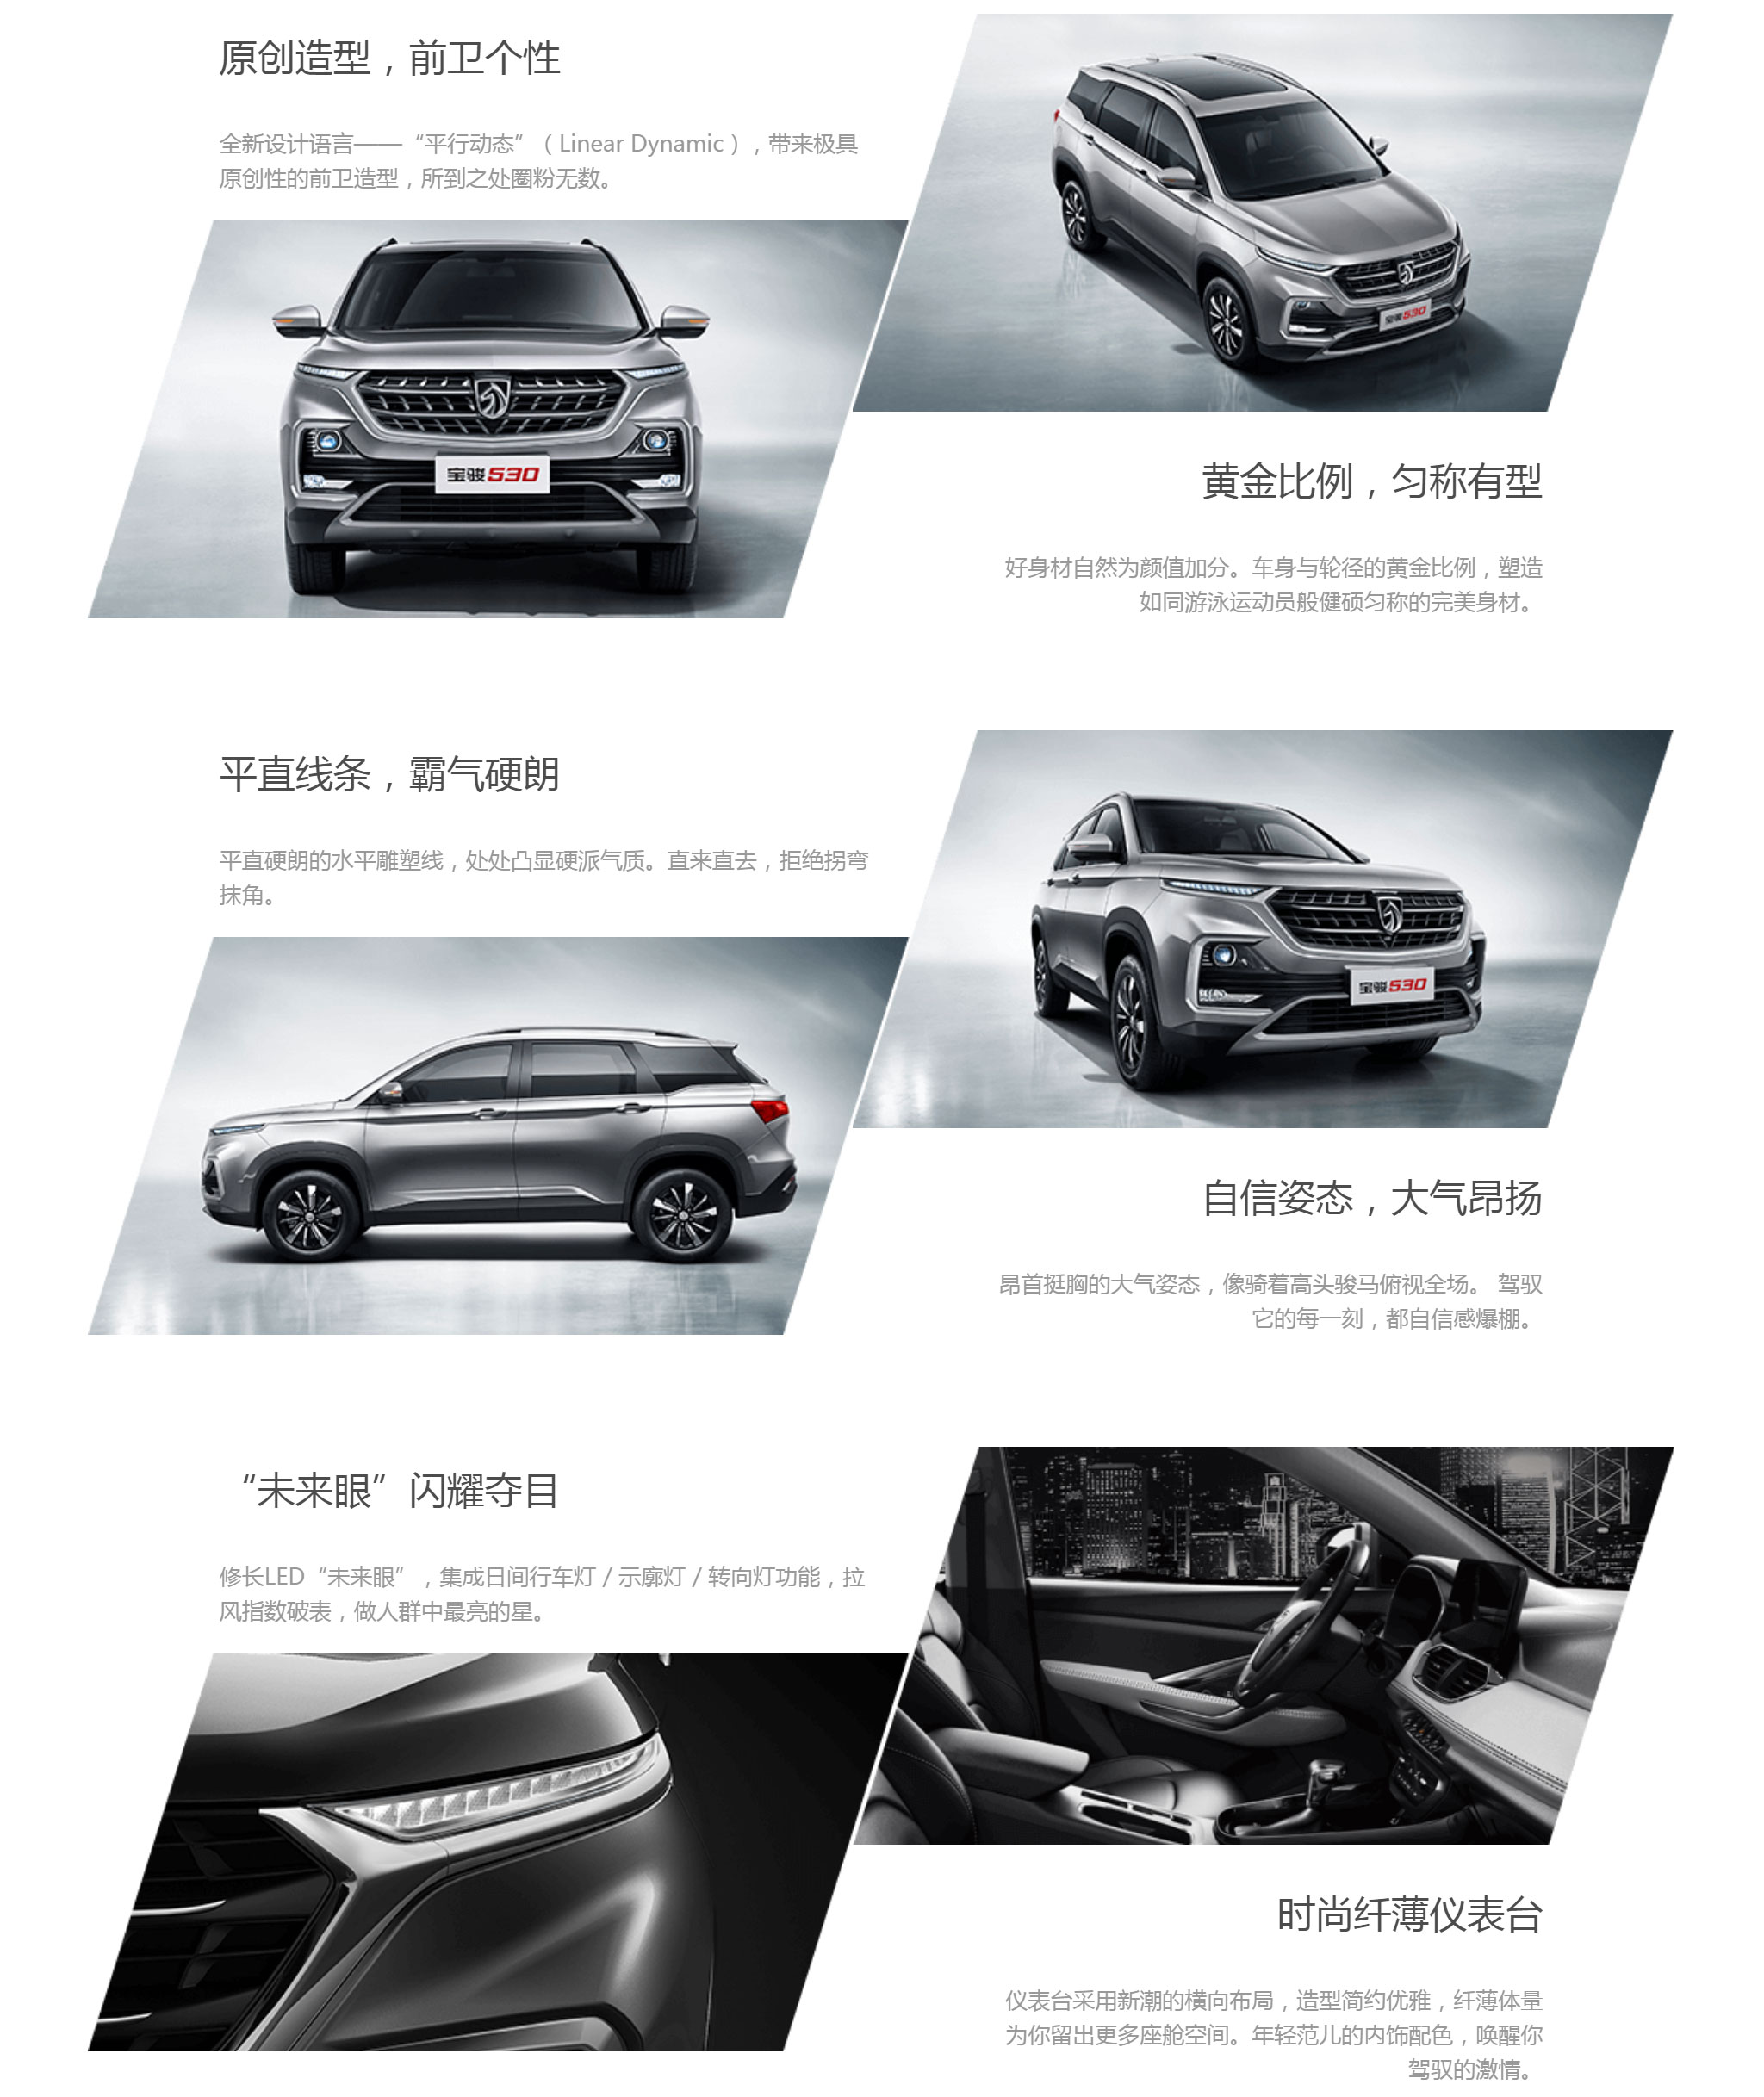 原创造型，前卫个性
全新设计语言——“平行动态”（Linear Dynamic），带来极具
原创性的前卫造型，所到之处圈粉无数。
宝骏530
宝骏530
黄金比例，匀称有型
好身材自然为颜值加分。车身与轮径的黄金比例，塑造
如同游泳运动员般健硕匀称的完美身材。
平直线条，霸气硬朗
平直硬朗的水平雕塑线，处处凸显硬派气质。直来直去，拒绝拐弯
抹角。
宝骏530
自信姿态，大气昂扬
昂首挺胸的大气姿态，像骑着高头骏马俯视全场。 驾驭
它的每一刻，都自信感爆棚。
“未来眼”闪耀夺目
修长LED“未来眼”，集成日间行车灯 / 示廓灯 / 转向灯功能，拉
风指数破表，做人群中最亮的星。
时尚纤薄仪表台
仪表台采用新潮的横向布局，造型简约优雅，纤薄体量
为你留出更多座舱空间。年轻范儿的内饰配色，唤醒你
驾驭的激情。